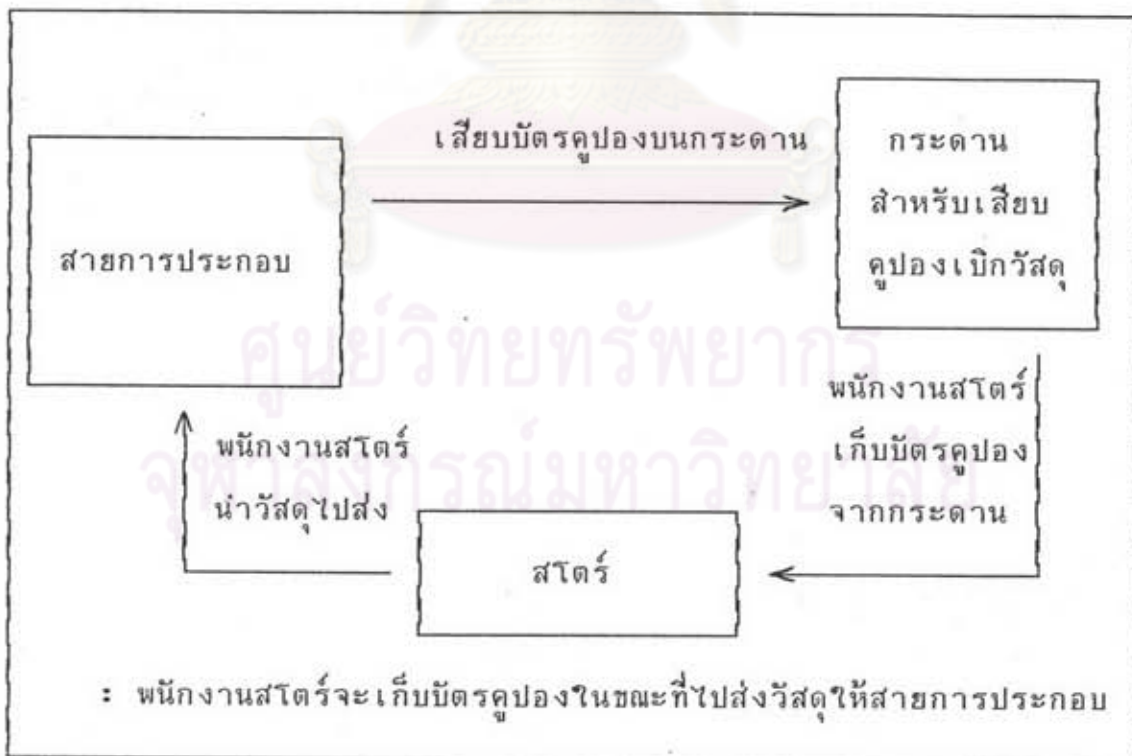 เสียบบัตรคูปองบนกระดาน
กระดาน
สำหรับเสียบ
คูปองเบิกวัสดุ
สายการประกอบ
พนักงานสโตร์
เก็บบัตรคูปอง
จากกระดาน
พนักงานสโตร์
นำวัสดุไปส่ง
สโตร์
: พนักงานสโตร์จะเก็บบัตรคูปองในขณะที่ไปส่งวัสดุให้สายการประกอบ
ศูนย์วิทยทรัพยากร
จุฬาลงกรณ์มหาวิทยาลัย